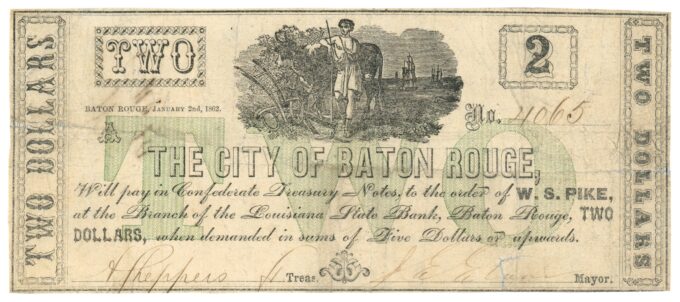 TWO DOLLARS
TWO
2
TWO DOLLARS
BATON ROUGE, JANUARY 2nd, 1862.
No. 4065
A
TWO
THE CITY OF BATON ROUGE,
Will pay in Confederate Treasury Notes, to the order of W. S. PIKE,
at the Branch of the Louisiana State Bank, Baton Rouge, TWO
DOLLARS, when demanded in sums of Five Dollars or upwards.
Treas. Mayor.